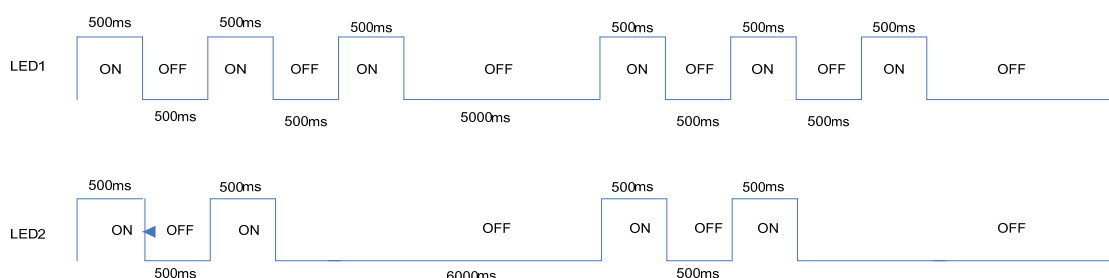 500ms 500ms 500ms 500ms 500ms 500ms
LED1 ON OFF ON OFF ON OFF ON OFF ON OFF ON OFF
500ms 500ms 5000ms 500ms 500ms
500ms 500ms 500ms 500ms
LED2 ON OFF ON OFF ON OFF ON OFF
500ms 6000ms 500ms